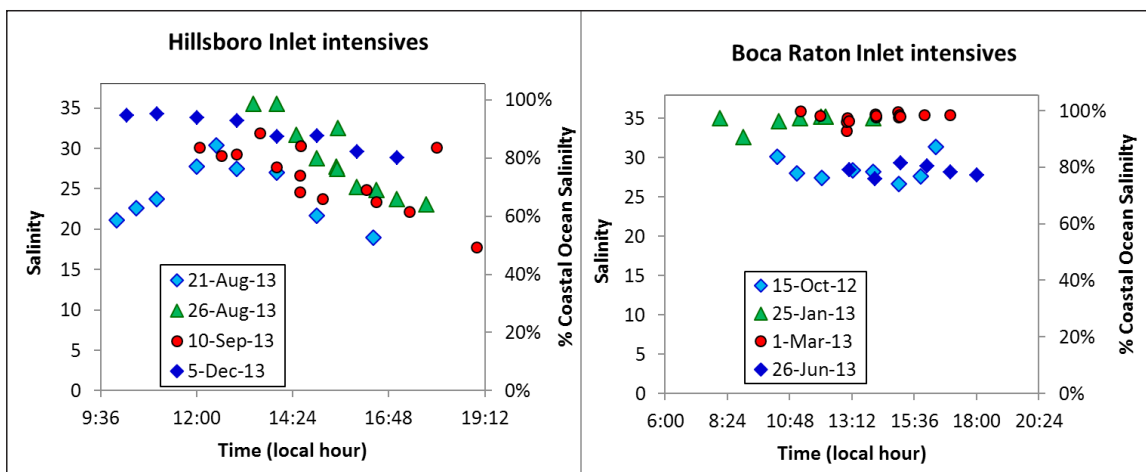 Hillsboro Inlet intensives
Salinity
35
30
25
20
15
10
5
0
100%
80%
60%
40%
20%
0%
% Coastal Ocean Salinity
21-Aug-13
26-Aug-13
10-Sep-13
5-Dec-13
9:36 12:00 14:24 16:48 19:12
Time (local hour)
Boca Raton Inlet intensives
Salinity
35
30
25
20
15
10
5
0
100%
80%
60%
40%
20%
0%
% Coastal Ocean Salinity
15-Oct-12
25-Jan-13
1-Mar-13
26-Jun-13
6:00 8:24 10:48 13:12 15:36 18:00 20:24
Time (local hour)